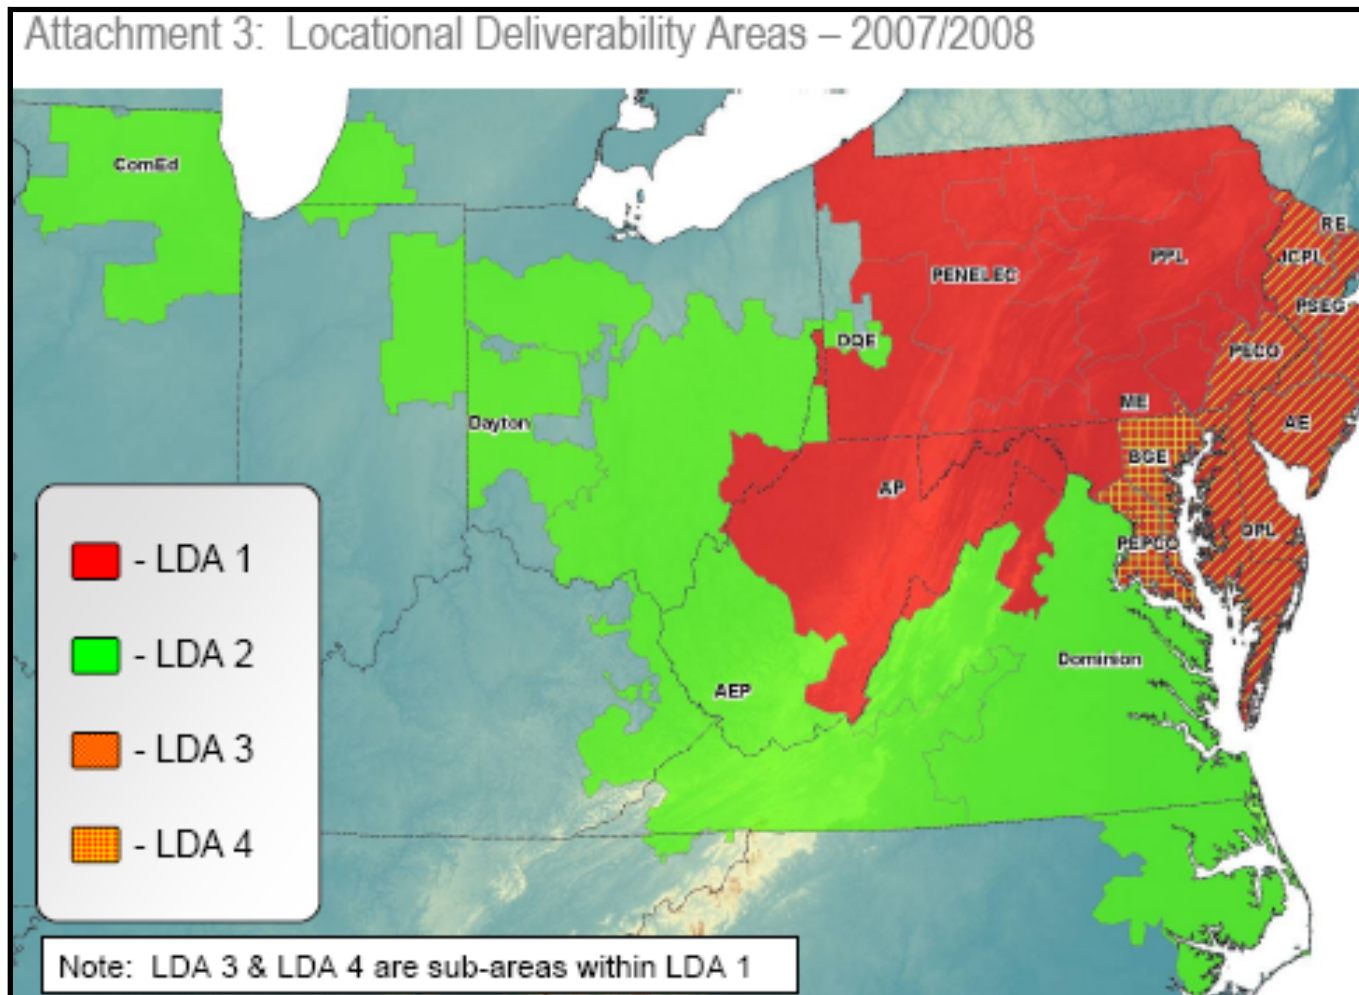 Attachment 3: Locational Deliverability Areas – 2007/2008
ComEd
RE
PPL
JCPL
PENELEC
PSEG
DQE
PECO
ME
Dayton
AE
BGE
AP
DPL
PEPCO
Dominion
AEP
- LDA 1
- LDA 2
- LDA 3
- LDA 4
Note: LDA 3 & LDA 4 are sub-areas within LDA 1